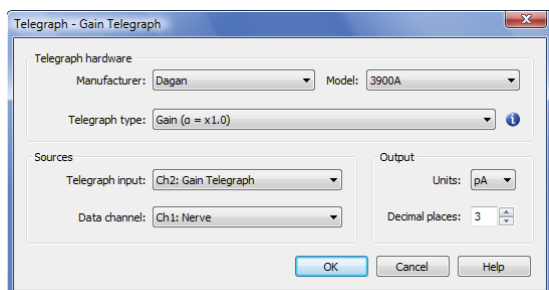 Telegraph - Gain Telegraph
Telegraph hardware
Manufacturer: Dagan Model: 3900A
Telegraph type: Gain (α = x1.0)
Sources Output
Telegraph input: Ch2: Gain Telegraph Units: pA
Data channel: Ch1: Nerve Decimal places: 3
OK Cancel Help